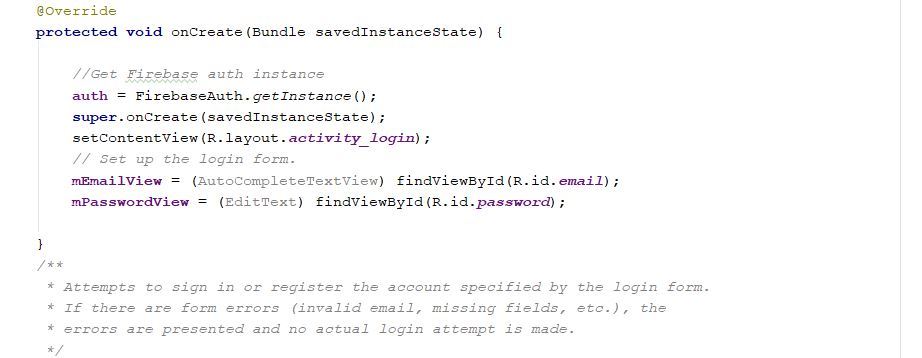 @Override
protected void onCreate(Bundle savedInstanceState) {
//Get Firebase auth instance
auth = FirebaseAuth.getInstance();
super.onCreate(savedInstanceState);
setContentView(R.layout.activity_login);
// Set up the login form.
mEmailView = (AutoCompleteTextView) findViewById(R.id.email);
mPasswordView = (EditText) findViewById(R.id.password);
}
/**
* Attempts to sign in or register the account specified by the login form.
* If there are form errors (invalid email, missing fields, etc.), the
* errors are presented and no actual login attempt is made.
*/